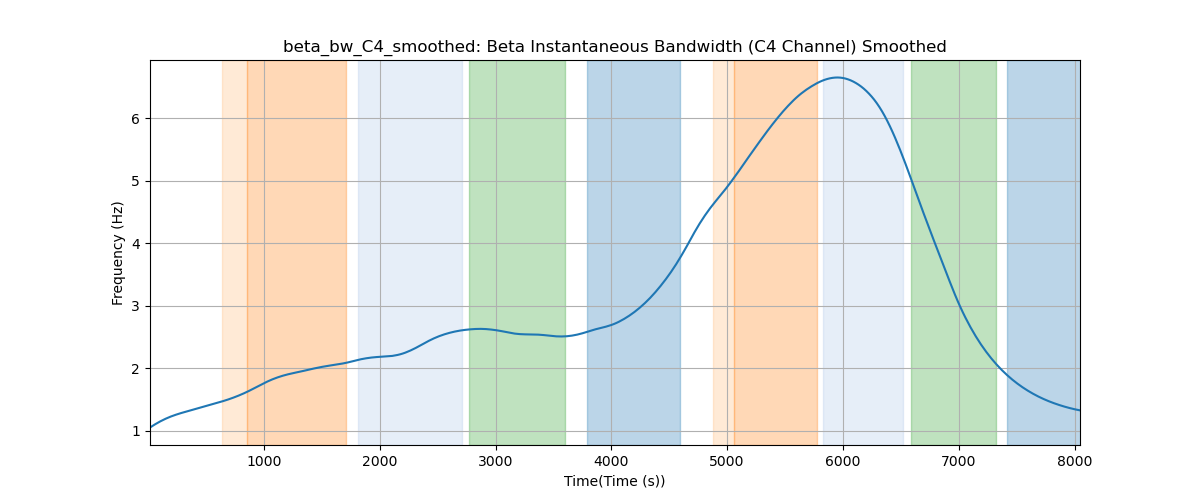 beta_bw_C4_smoothed: Beta Instantaneous Bandwidth (C4 Channel) Smoothed
Frequency (Hz)
6
5
4
3
2
1
1000 2000 3000 4000 5000 6000 7000 8000
Time(Time (s))